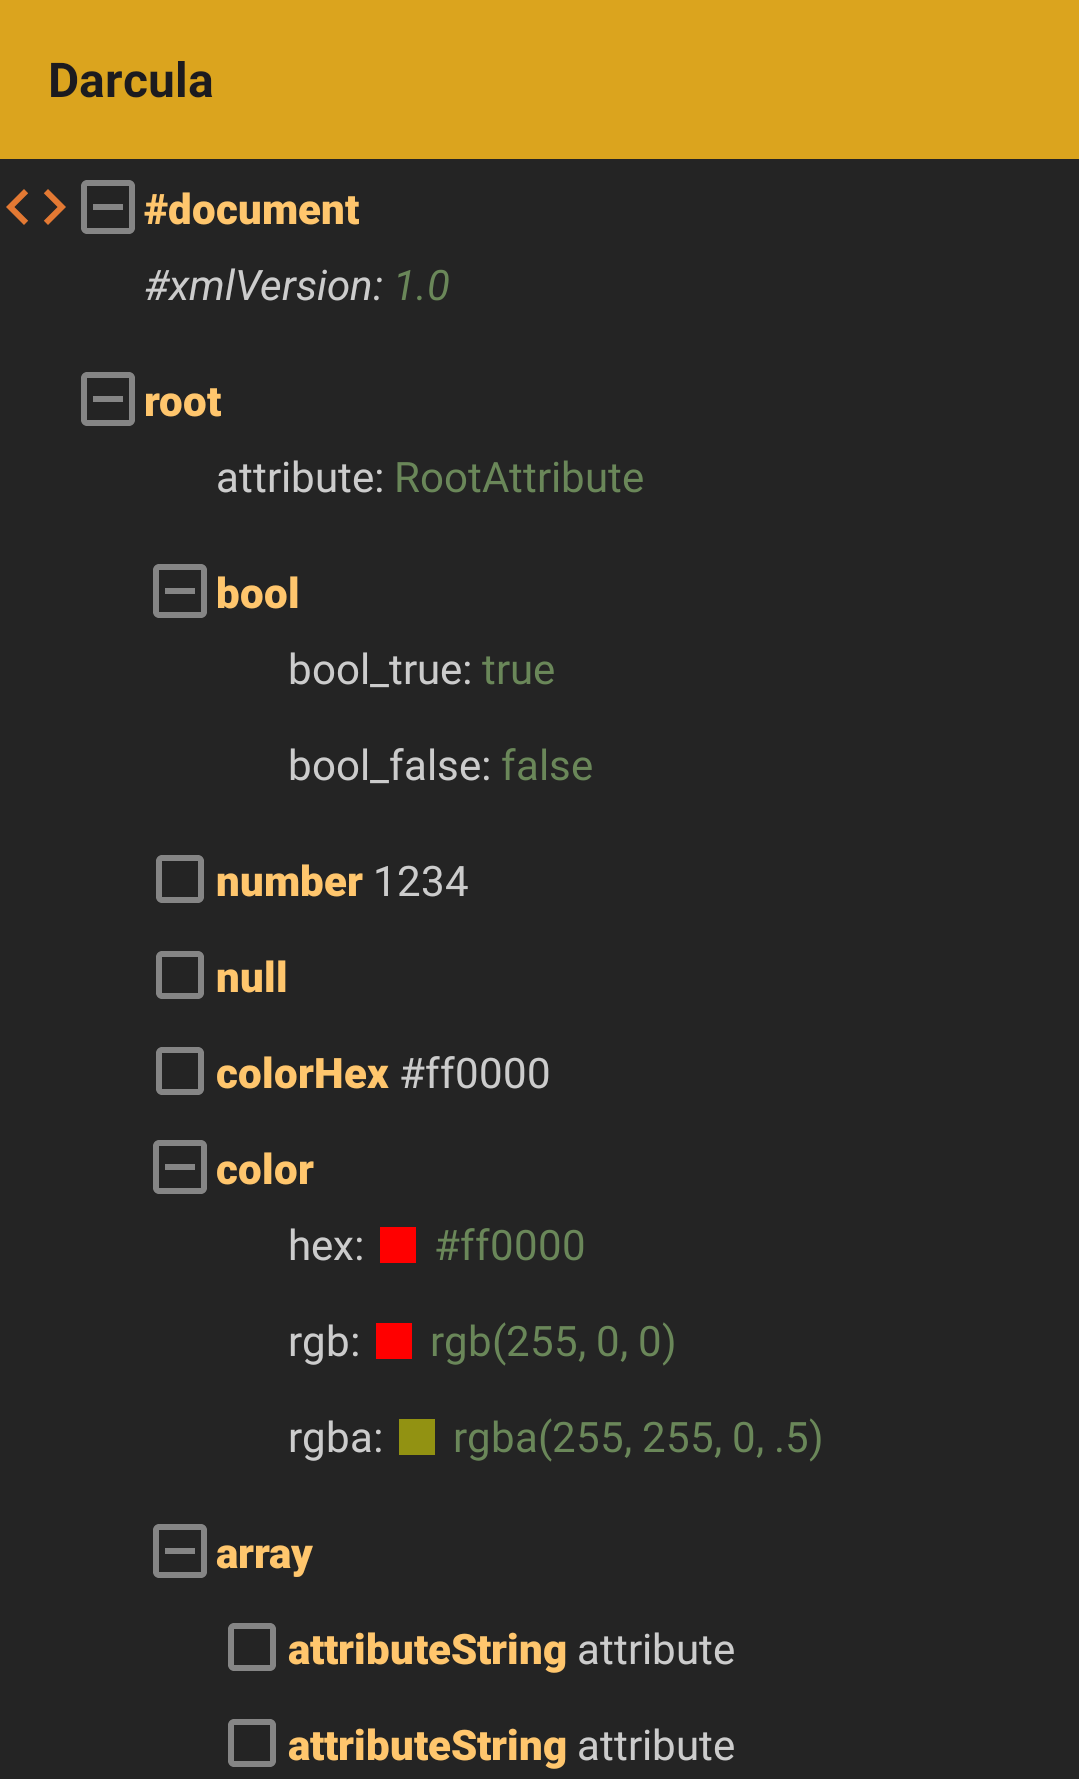 Darcula
#document
#xmlVersion: 1.0
root
attribute: RootAttribute
bool
bool_true: true
bool_false: false
number 1234
null
colorHex #ff0000
color
hex: #ff0000
rgb: rgb(255, 0, 0)
rgba: rgba(255, 255, 0, .5)
array
attributeString attribute
attributeString attribute